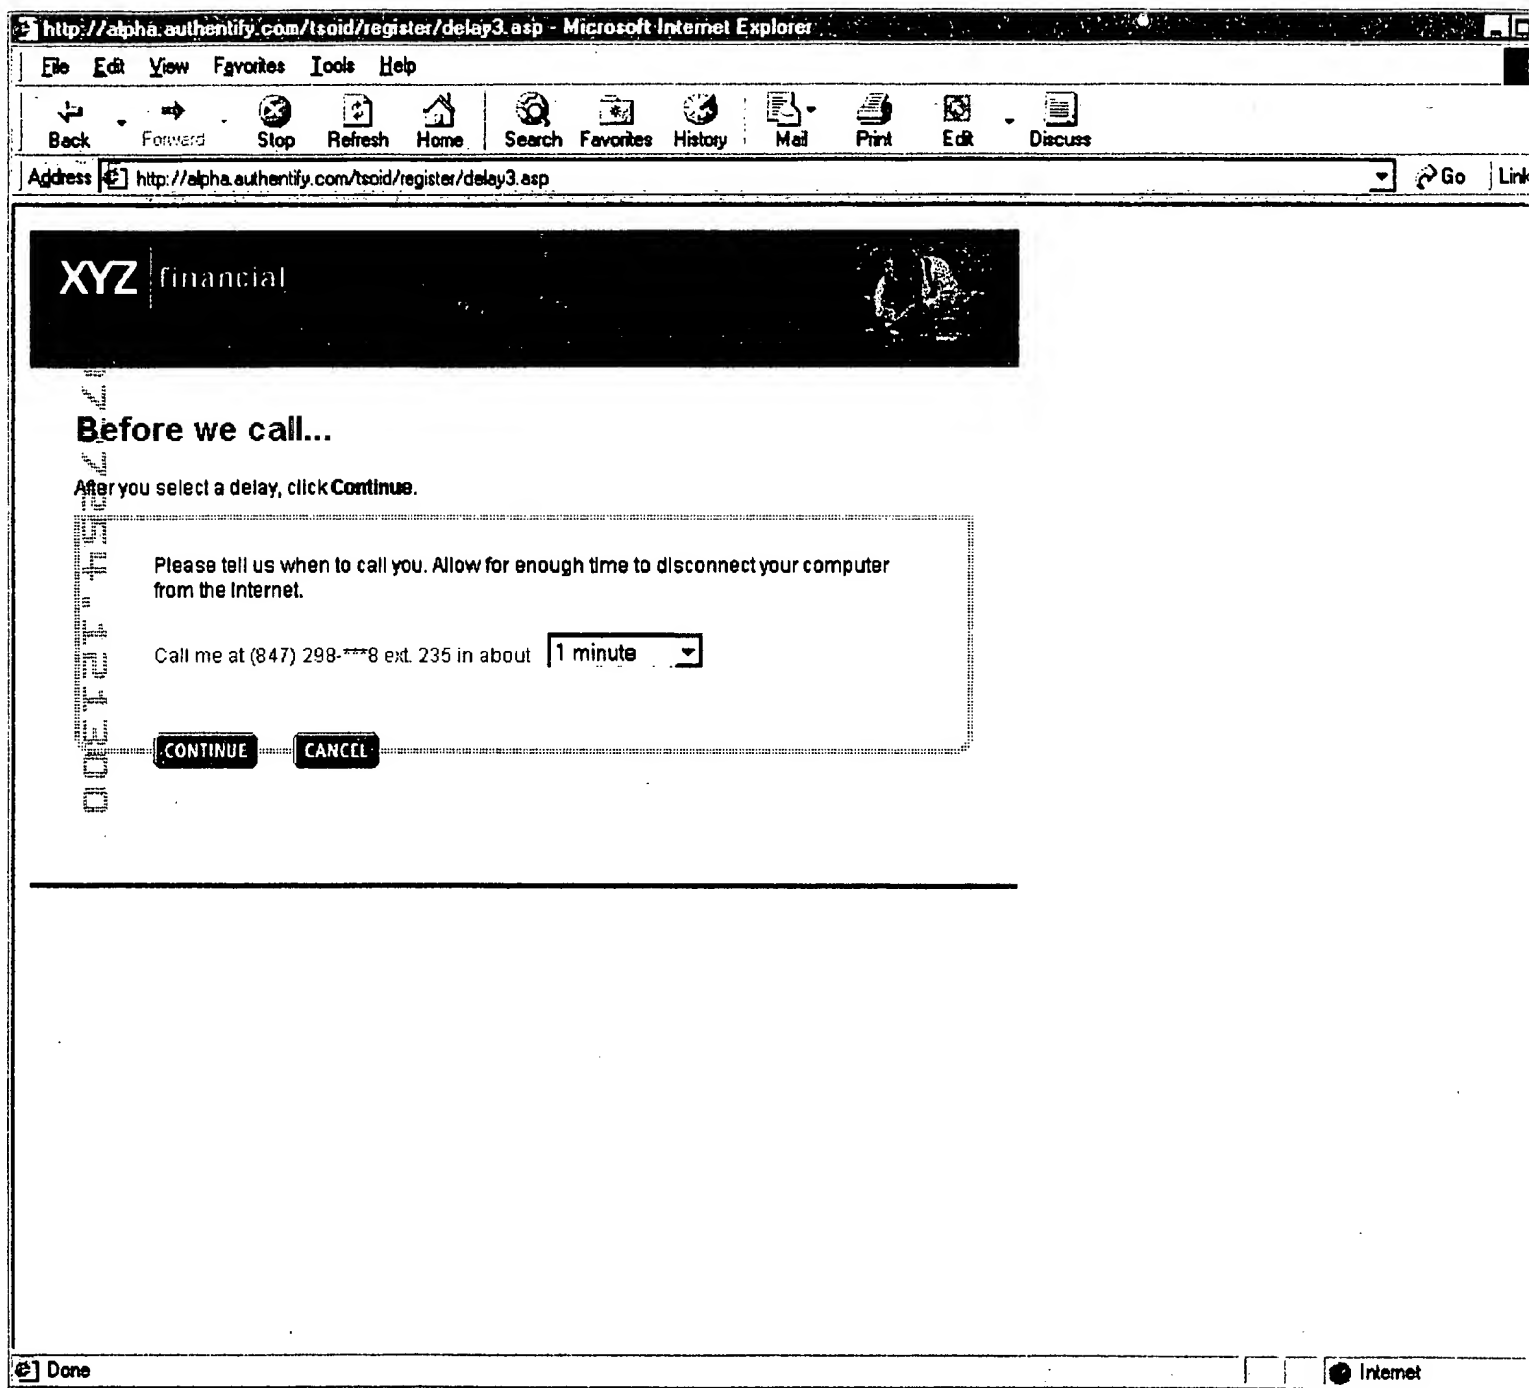 http://alpha.authentify.com/tsoid/register/delay3.asp - Microsoft Internet Explorer
File Edit View Favorites Tools Help
Back Forward Stop Refresh Home Search Favorites History Mail Print Edit Discuss
Address http://alpha.authentify.com/tsoid/register/delay3.asp Go Link
XYZ financial
Before we call...
After you select a delay, click Continue.
Please tell us when to call you. Allow for enough time to disconnect your computer
from the Internet.
Call me at (847) 298-***8 ext. 235 in about 1 minute
CONTINUE CANCEL
Done Internet